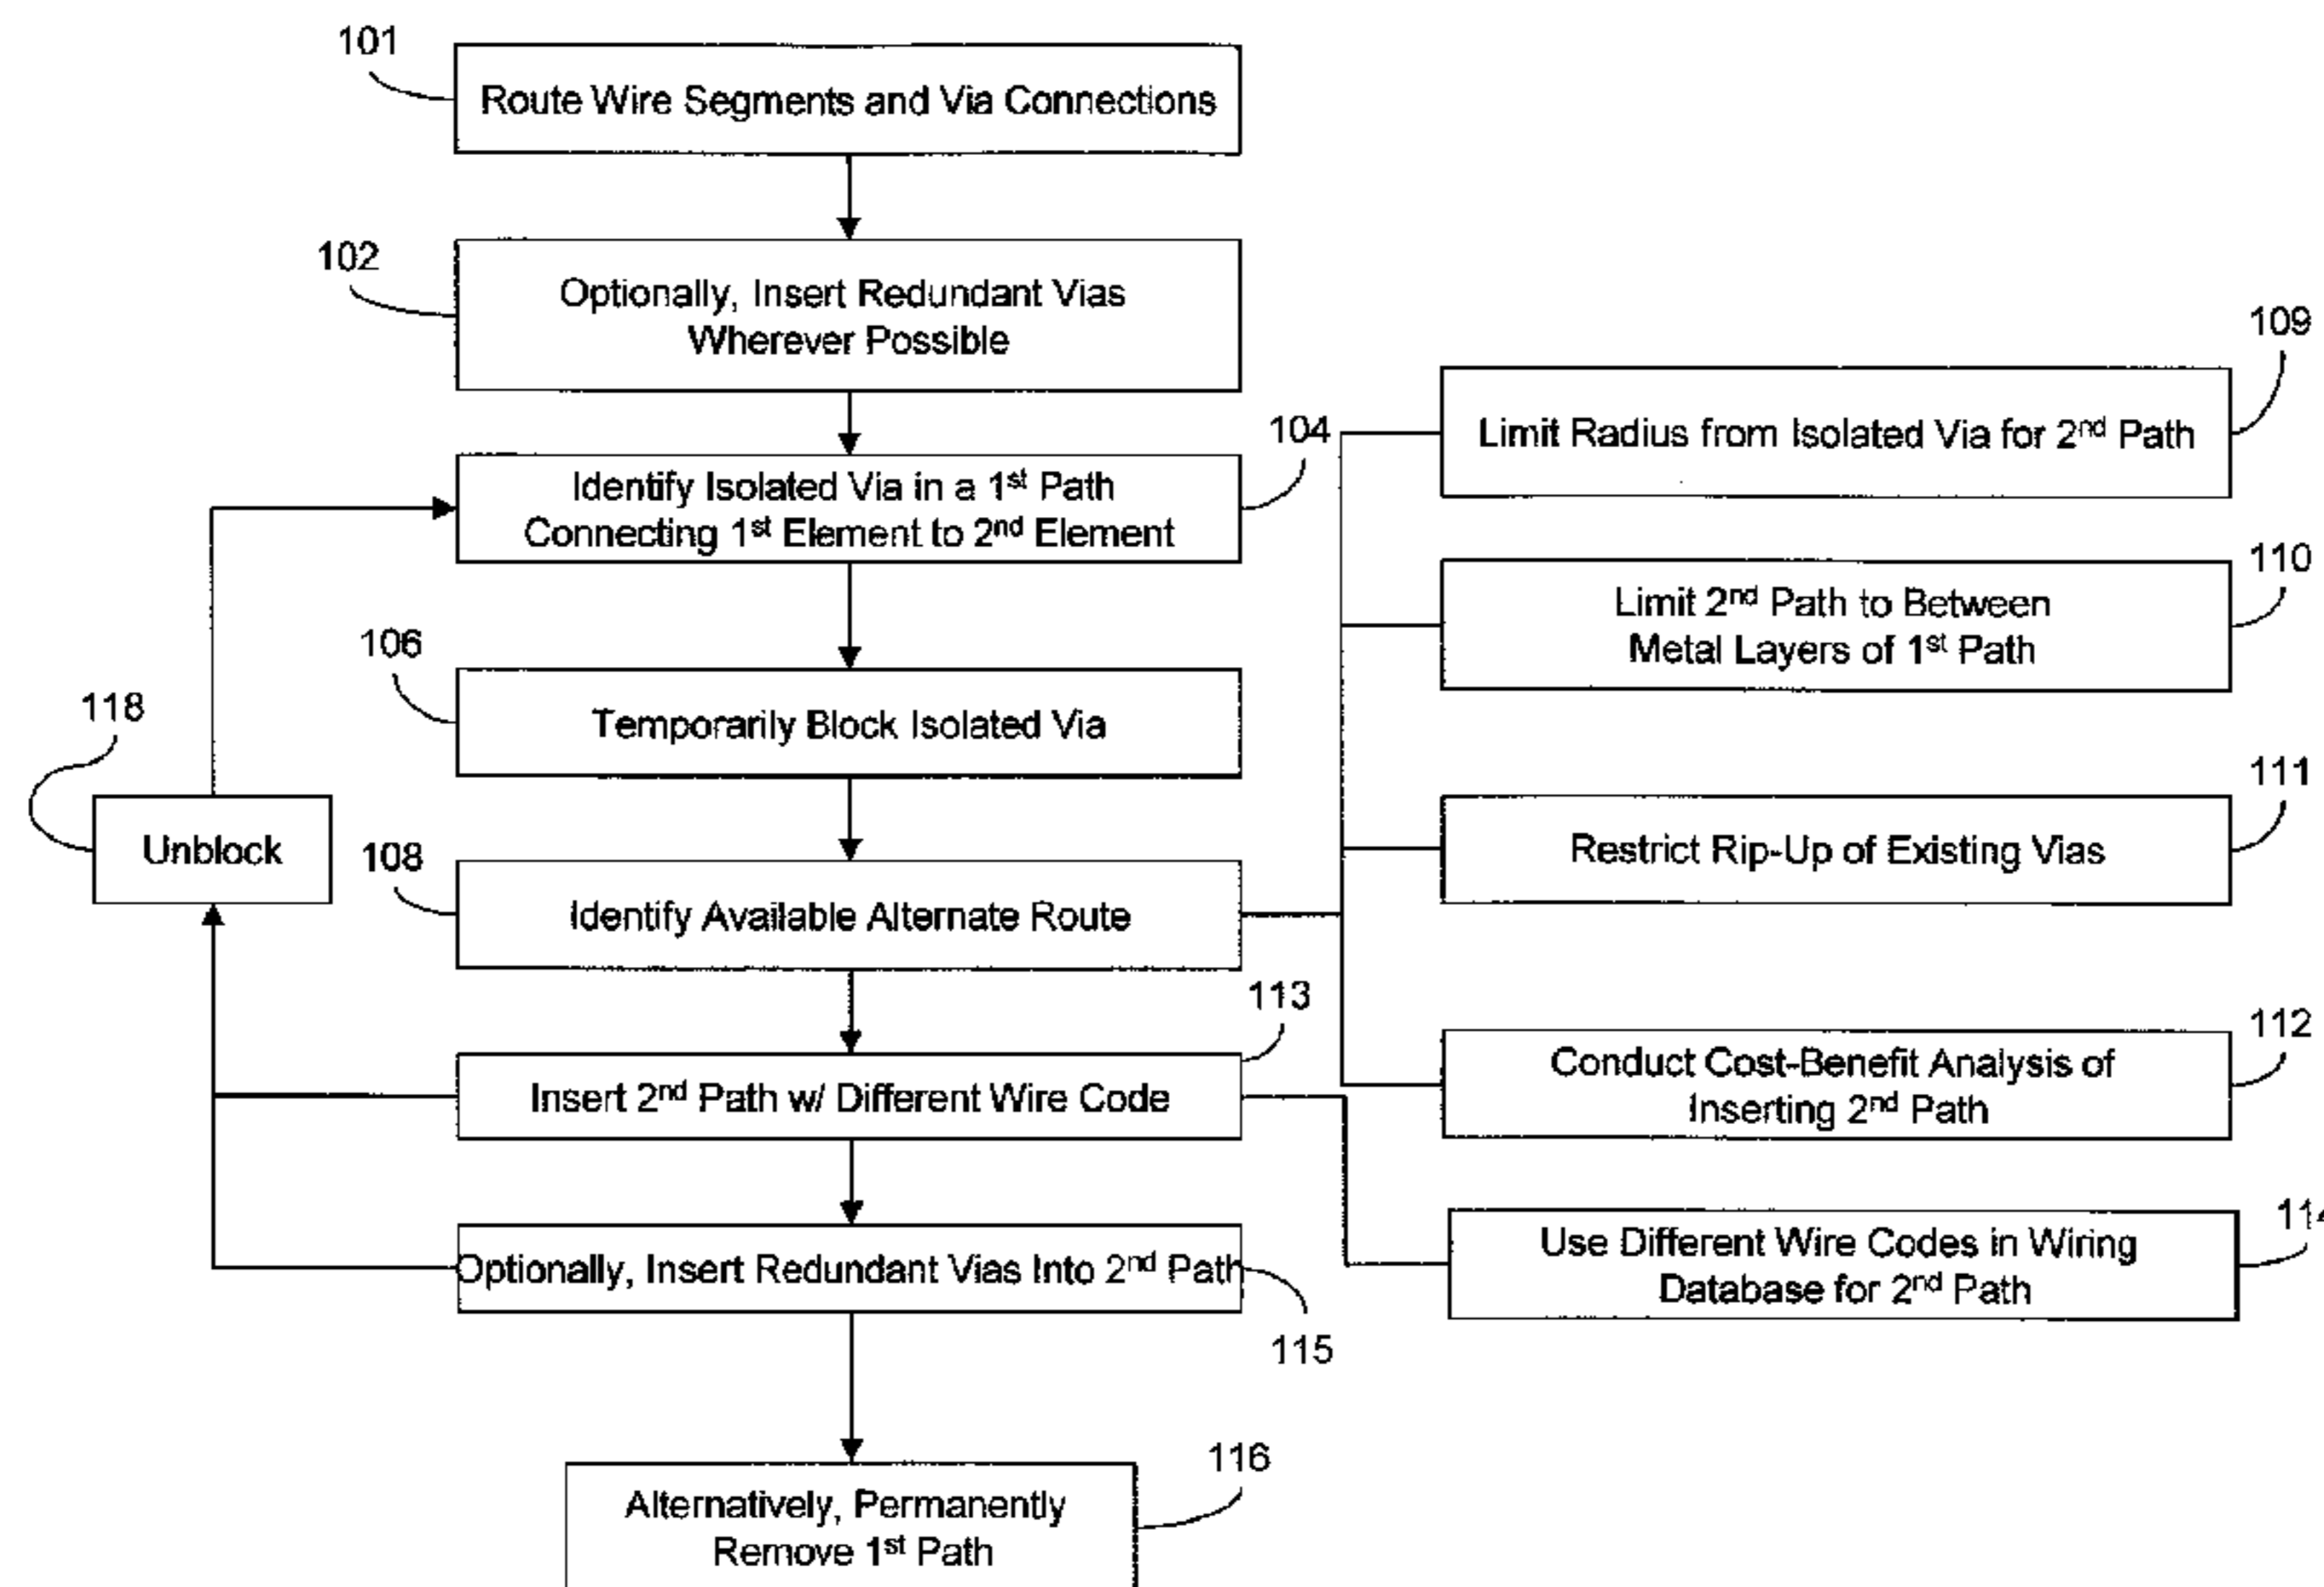 101
Route Wire Segments and Via Connections
102
Optionally, Insert Redundant Vias
Wherever Possible
109
Limit Radius from Isolated Via for 2nd Path
104
Identify Isolated Via in a 1st Path
Connecting 1st Element to 2nd Element
110
Limit 2nd Path to Between
Metal Layers of 1st Path
106
Temporarily Block Isolated Via
118
Unblock
111
Restrict Rip-Up of Existing Vias
108
Identify Available Alternate Route
113
Insert 2nd Path w/ Different Wire Code
112
Conduct Cost-Benefit Analysis of
Inserting 2nd Path
114
Use Different Wire Codes in Wiring
Database for 2nd Path
Optionally, Insert Redundant Vias Into 2nd Path
115
116
Alternatively, Permanently
Remove 1st Path